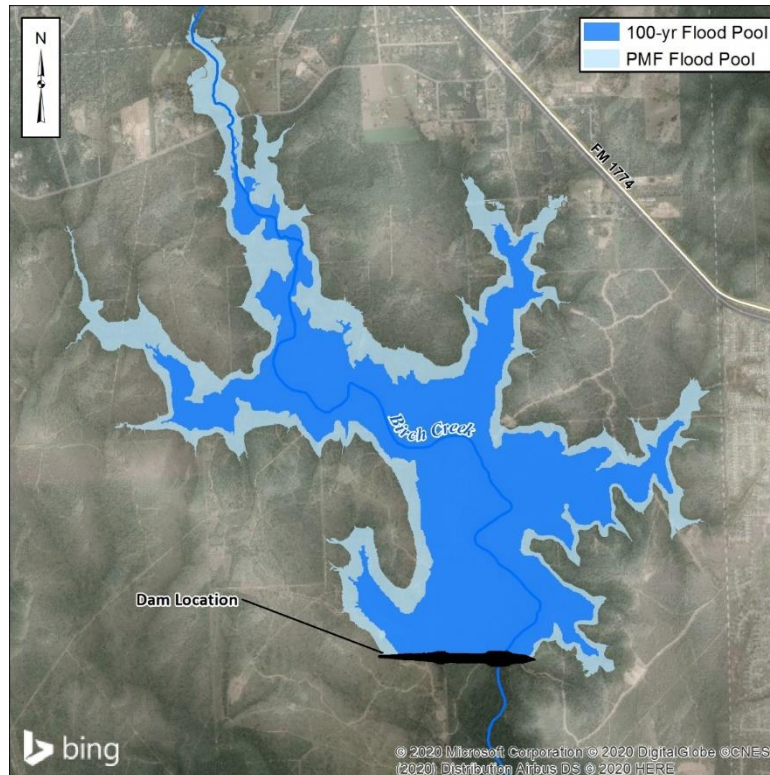 N
100-yr Flood Pool
PMF Flood Pool
FM 1774
Birch Creek
Dam Location
bing
© 2020 Microsoft Corporation © 2020 DigitalGlobe ©CNES
(2020) Distribution Airbus DS © 2020 HERE